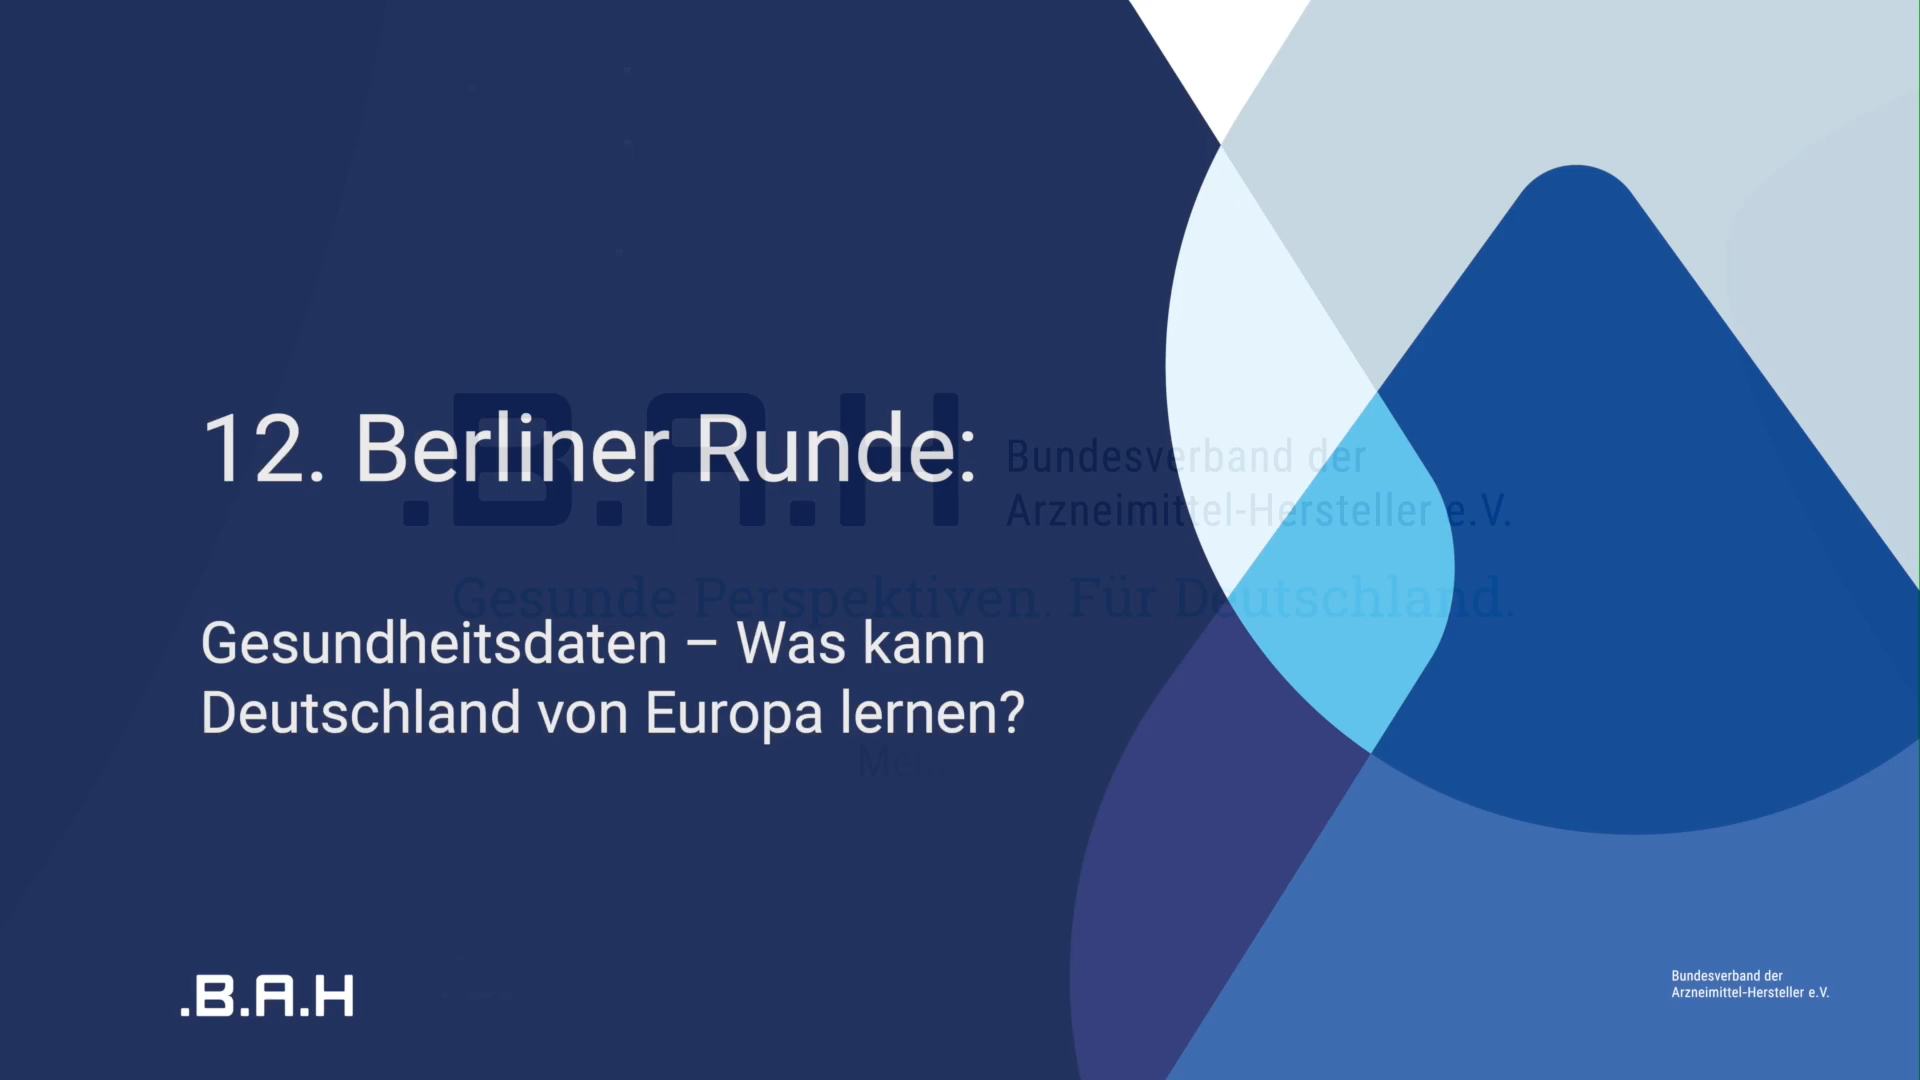 12. Berliner Runde:
.B.A.H
Bundesverband der
Arzneimittel-Hersteller e.V.
Gesunde Perspektiven. Für Deutschland.
Gesundheitsdaten – Was kann
Deutschland von Europa lernen?
.B.A.H
Bundesverband der
Arzneimittel-Hersteller e.V.